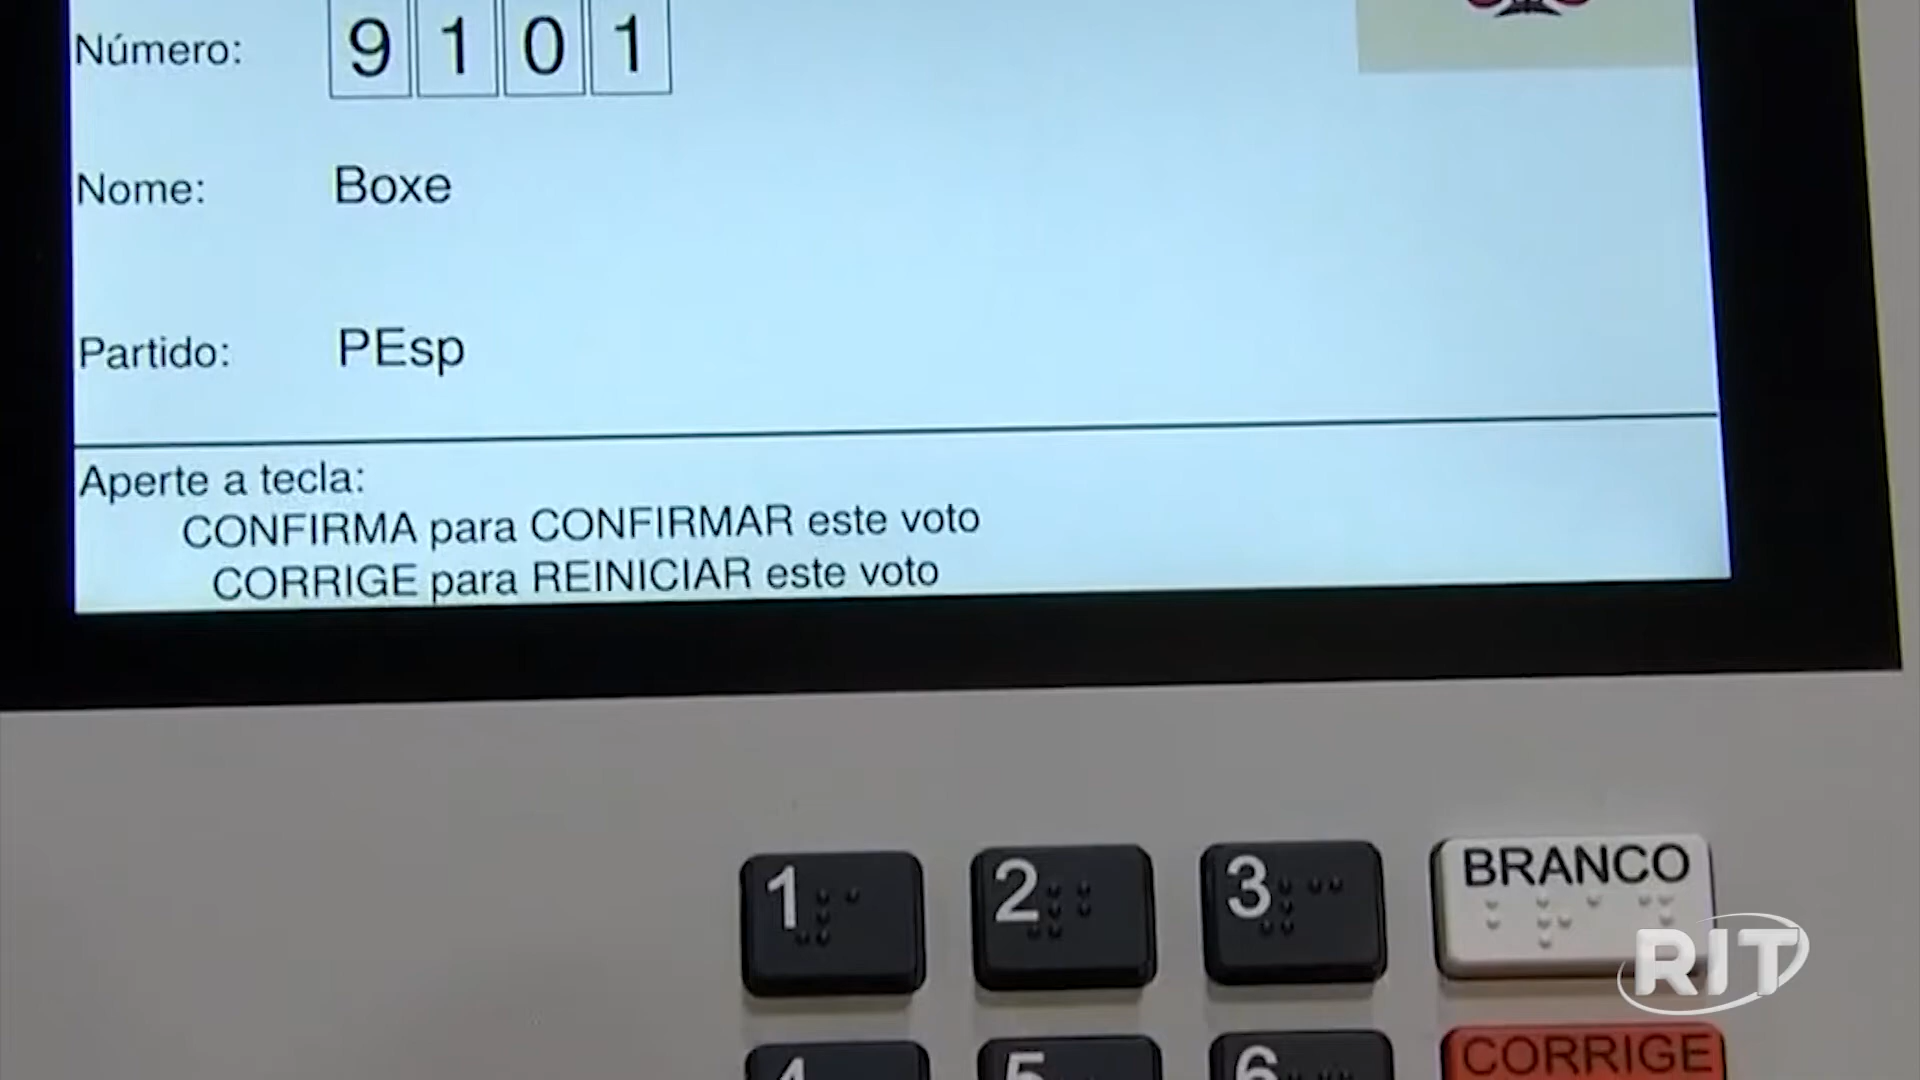 Número: 9 1 0 1
Nome: Boxe
Partido: PEsp
Aperte a tecla:
CONFIRMA para CONFIRMAR este voto
CORRIGE para REINICIAR este voto
1 2 3 BRANCO
RIT
4 5 6 CORRIGE